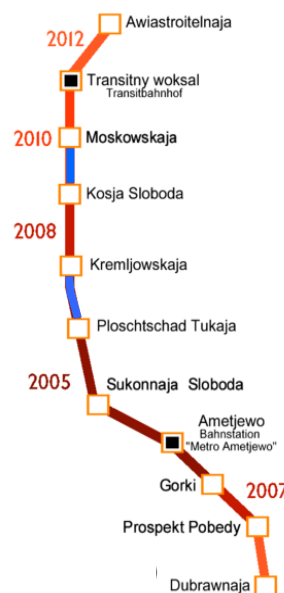 Awiastroitelnaja
2012
Transitny woksal
Transitbahnhof
2010
Moskowskaja
Kosja Sloboda
2008
Kremljowskaja
Ploschtschad Tukaja
2005
Sukonnaja Sloboda
Ametjewo
Bahnstation
"Metro Ametjewo"
Gorki
2007
Prospekt Pobedy
Dubrawnaja